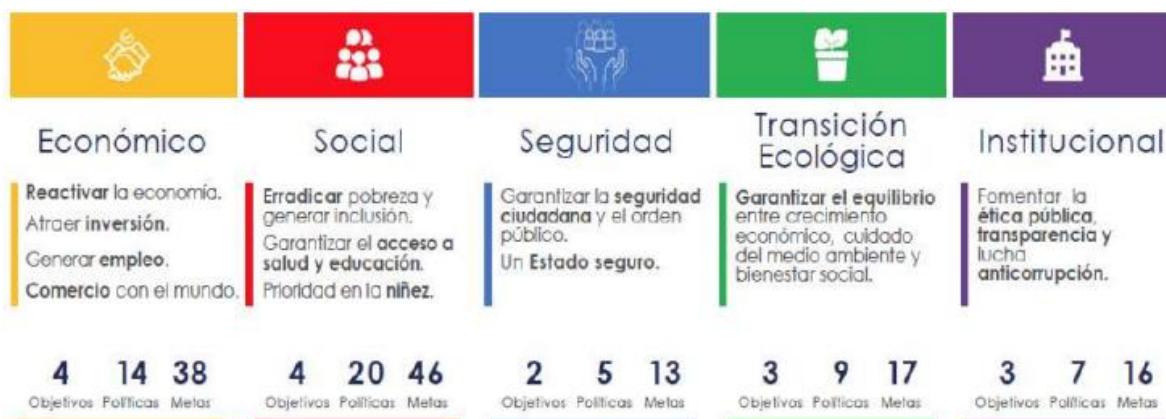 Económico
Reactivar la economía.
Atraer inversión.
Generar empleo.
Comercio con el mundo.
4 14 38
Objetivos Políticas Metas
Social
Erradicar pobreza y
generar inclusión.
Garantizar el acceso a
salud y educación.
Prioridad en la niñez.
4 20 46
Objetivos Políticas Metas
Seguridad
Garantizar la seguridad
ciudadana y el orden
público.
Un Estado seguro.
2 5 13
Objetivos Políticas Metas
Transición
Ecológica
Garantizar el equilibrio
entre crecimiento
económico, cuidado
del medio ambiente y
bienestar social.
3 9 17
Objetivos Políticas Metas
Institucional
Fomentar la
ética pública,
transparencia y
lucha
anticorrupción.
3 7 16
Objetivos Políticas Metas